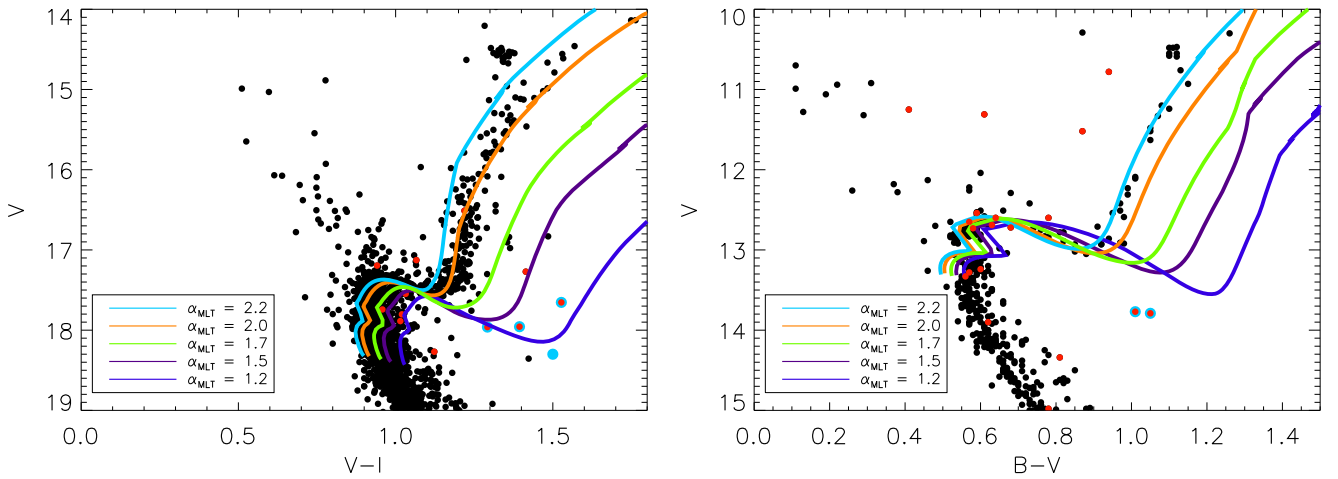 14
15
16
17
18
19
V
0.0 0.5 1.0 1.5
V−I
α_MLT = 2.2
α_MLT = 2.0
α_MLT = 1.7
α_MLT = 1.5
α_MLT = 1.2
10
11
12
13
14
15
V
0.0 0.2 0.4 0.6 0.8 1.0 1.2 1.4
B−V
α_MLT = 2.2
α_MLT = 2.0
α_MLT = 1.7
α_MLT = 1.5
α_MLT = 1.2